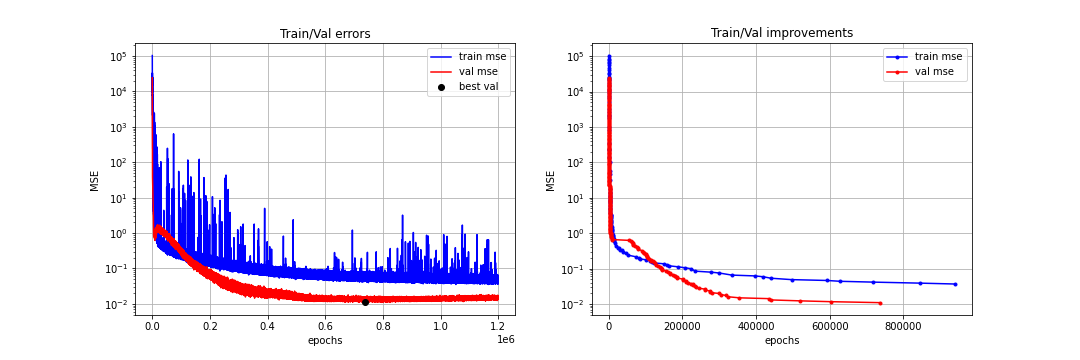 Train/Val errors
MSE
10^5
10^4
10^3
10^2
10^1
10^0
10^−1
10^−2
train mse
val mse
best val
0.0 0.2 0.4 0.6 0.8 1.0 1.2
1e6
epochs
Train/Val improvements
MSE
10^5
10^4
10^3
10^2
10^1
10^0
10^−1
10^−2
train mse
val mse
0 200000 400000 600000 800000
epochs